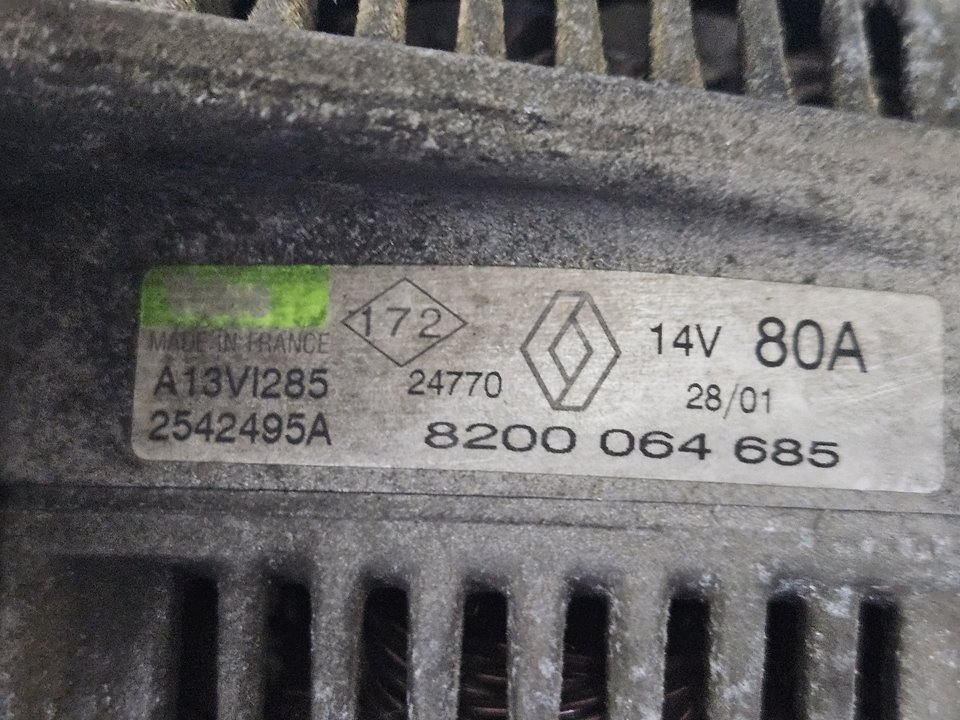 MADE IN FRANCE
A13VI285
2542495A
172
24770
14V 80A
28/01
8200 064 685